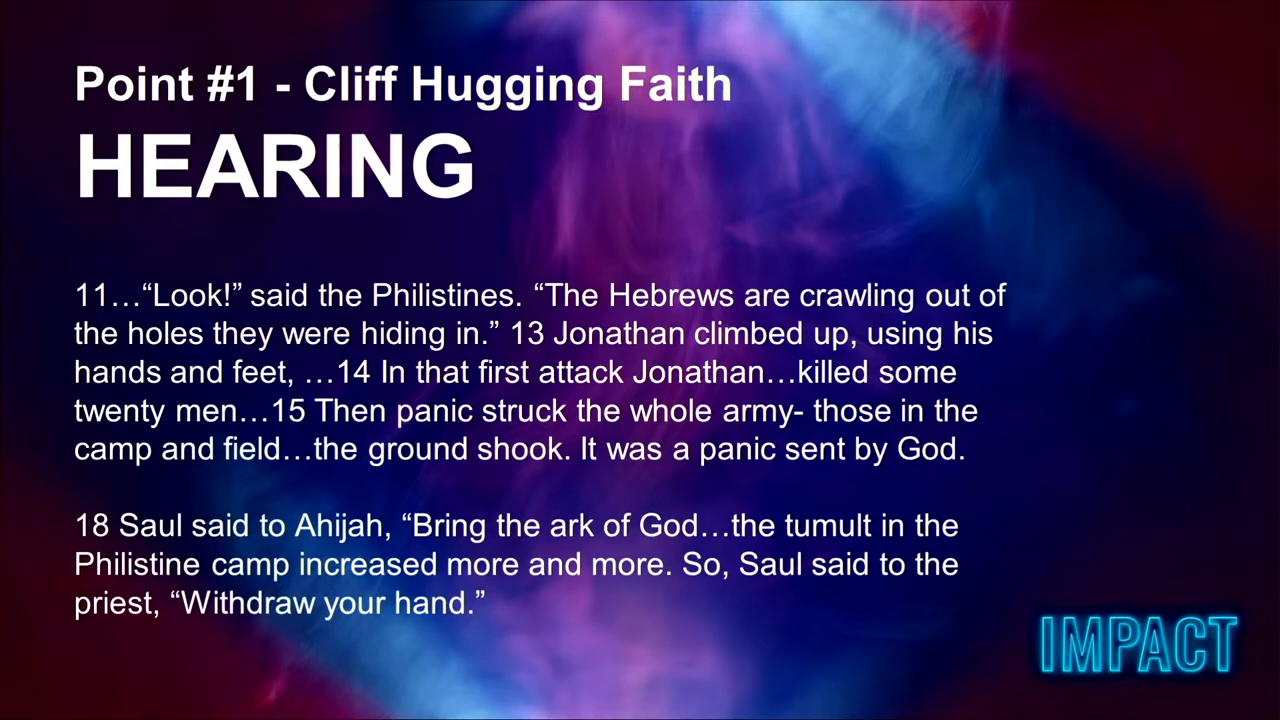 Point #1 - Cliff Hugging Faith
HEARING
11…“Look!” said the Philistines. “The Hebrews are crawling out of
the holes they were hiding in.” 13 Jonathan climbed up, using his
hands and feet, …14 In that first attack Jonathan…killed some
twenty men…15 Then panic struck the whole army- those in the
camp and field…the ground shook. It was a panic sent by God.
18 Saul said to Ahijah, “Bring the ark of God…the tumult in the
Philistine camp increased more and more. So, Saul said to the
priest, “Withdraw your hand.”
IMPACT